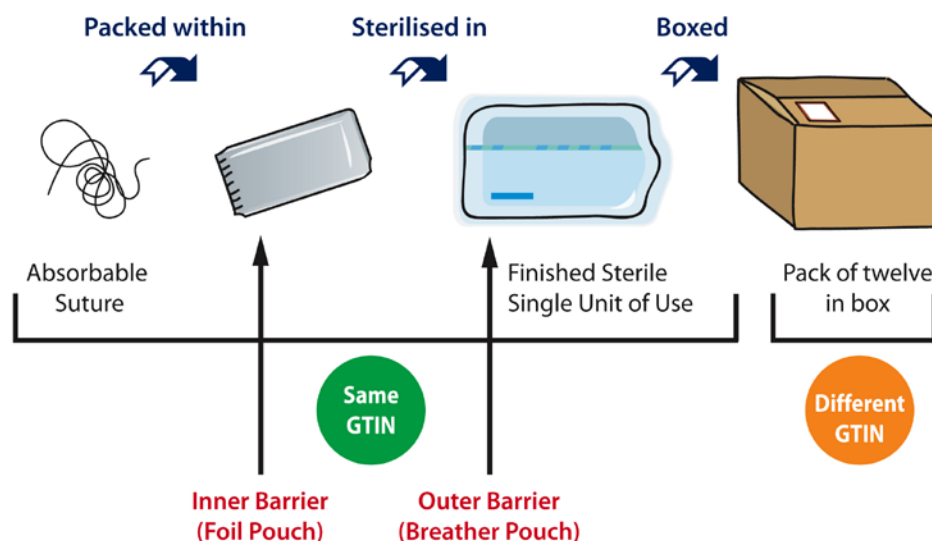 Packed within
Sterilised in
Boxed
Absorbable
Suture
Finished Sterile
Single Unit of Use
Pack of twelve
in box
Same
GTIN
Different
GTIN
Inner Barrier
(Foil Pouch)
Outer Barrier
(Breather Pouch)